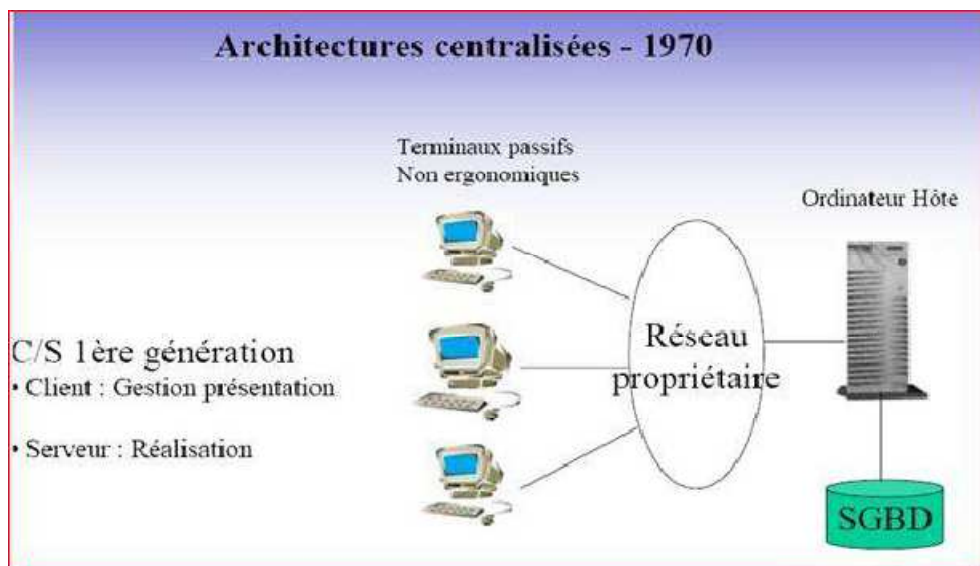 Architectures centralisées - 1970
Terminaux passifs
Non ergonomiques
Ordinateur Hôte
C/S 1ère génération
• Client : Gestion présentation
• Serveur : Réalisation
Réseau
propriétaire
SGBD